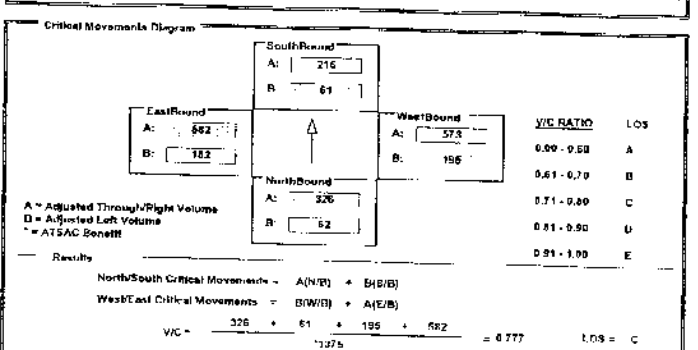 Critical Movements Diagram
SouthBound
A: 216
B: 61
EastBound
A: 582
B: 182
WestBound
A: 573
B: 195
NorthBound
A: 326
B: 62
A = Adjusted Through/Right Volume
B = Adjusted Left Volume
* = ATSAC Benefit
V/C RATIO LOS
0.00 - 0.60 A
0.61 - 0.70 B
0.71 - 0.80 C
0.81 - 0.90 D
0.91 - 1.00 E
Results
North/South Critical Movements = A(N/B) + B(S/B)
West/East Critical Movements = B(W/B) + A(E/B)
V/C = 326 + 61 + 195 + 582 = 0.777 LOS = C
*1375